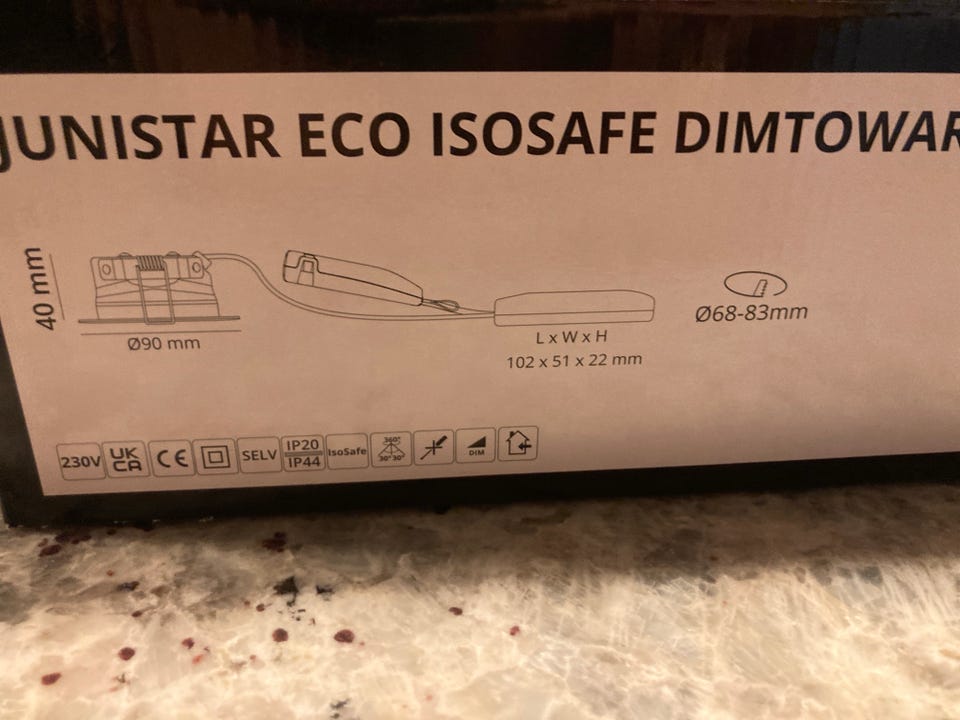 JUNISTAR ECO ISOSAFE DIMTOWAR
40 mm
Ø90 mm
L x W x H
102 x 51 x 22 mm
Ø68-83mm
230V UK CA CE SELV IP20 IP44 IsoSafe 360° 30° 30° DIM